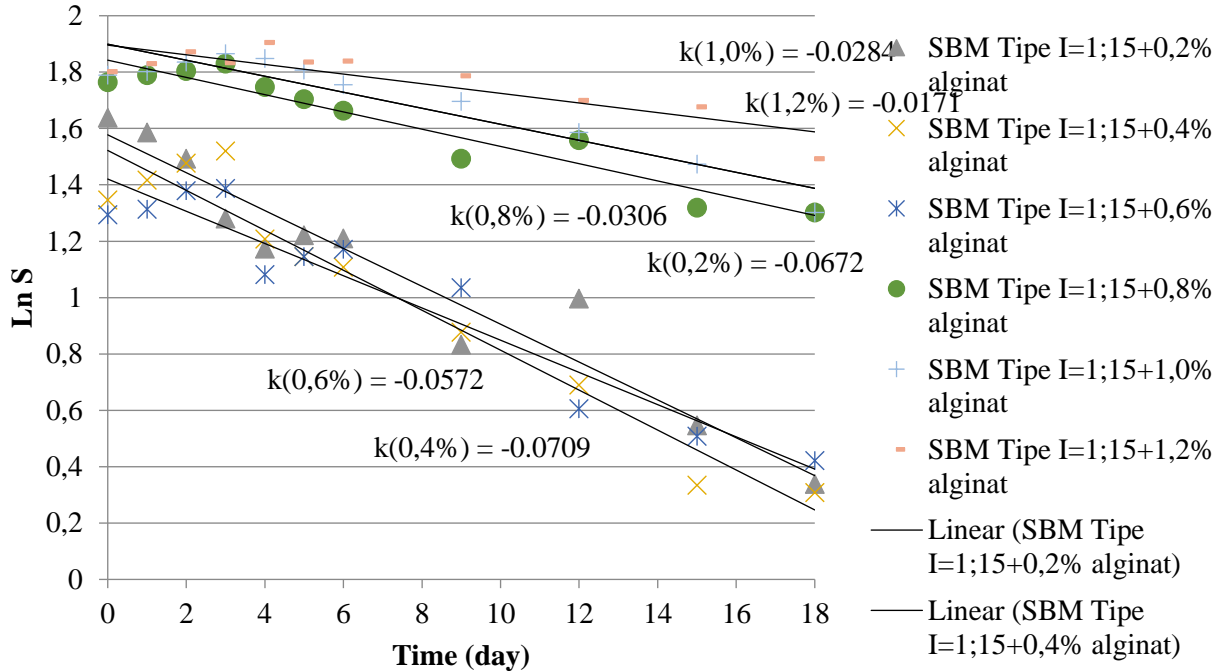 2
1,8
1,6
1,4
1,2
1
0,8
0,6
0,4
0,2
0
Ln S
0 2 4 6 8 10 12 14 16 18
Time (day)
k(1,0%) = -0.0284
k(1,2%) = -0.0171
k(0,8%) = -0.0306
k(0,2%) = -0.0672
k(0,6%) = -0.0572
k(0,4%) = -0.0709
SBM Tipe I=1;15+0,2%
alginat
SBM Tipe I=1;15+0,4%
alginat
SBM Tipe I=1;15+0,6%
alginat
SBM Tipe I=1;15+0,8%
alginat
SBM Tipe I=1;15+1,0%
alginat
SBM Tipe I=1;15+1,2%
alginat
Linear (SBM Tipe
I=1;15+0,2% alginat)
Linear (SBM Tipe
I=1;15+0,4% alginat)